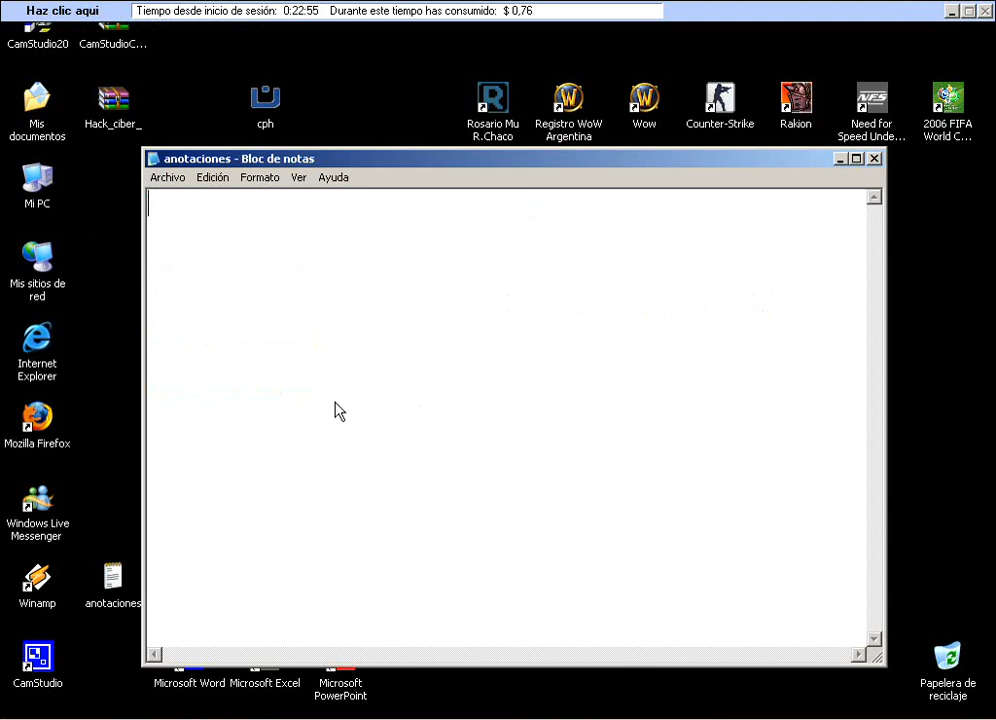 Haz clic aqui
Tiempo desde inicio de sesión: 0:22:55 Durante este tiempo has consumido: $ 0,76
CamStudio20
CamStudioC...
Mis
documentos
Hack_ciber_
cph
Rosario Mu
R.Chaco
Registro WoW
Argentina
Wow
Counter-Strike
Rakion
Need for
Speed Unde...
2006 FIFA
World C...
anotaciones - Bloc de notas
Archivo Edición Formato Ver Ayuda
Mi PC
Mis sitios de
red
Internet
Explorer
Mozilla Firefox
Windows Live
Messenger
Winamp
anotaciones
CamStudio
Microsoft Word
Microsoft Excel
Microsoft
PowerPoint
Papelera de
reciclaje